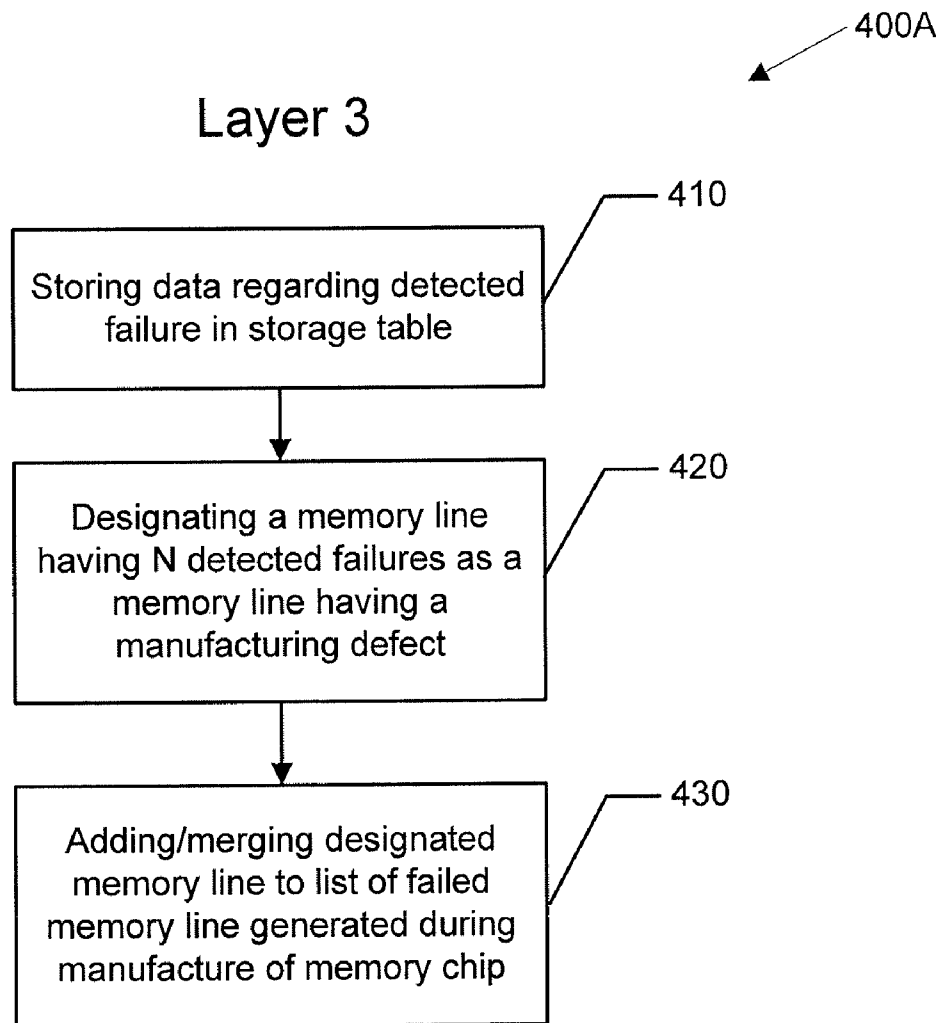 400A
Layer 3
410
Storing data regarding detected
failure in storage table
420
Designating a memory line
having N detected failures as a
memory line having a
manufacturing defect
430
Adding/merging designated
memory line to list of failed
memory line generated during
manufacture of memory chip